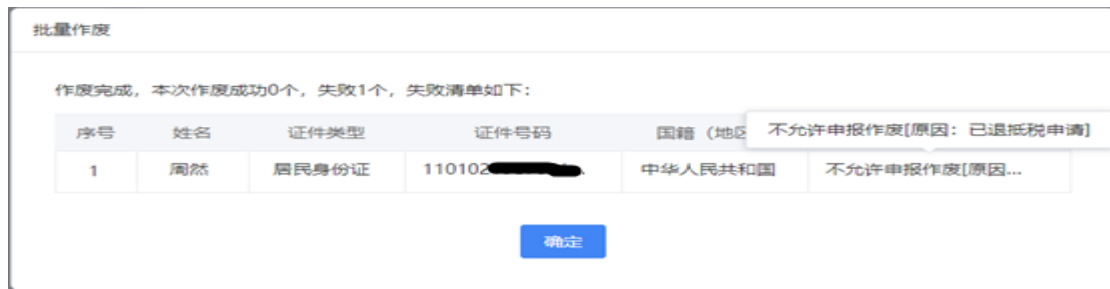 批量作废
作废完成，本次作废成功0个，失败1个，失败清单如下：
序号 姓名 证件类型 证件号码 国籍（地区 不允许申报作废[原因：已退抵税申请]
1 周然 居民身份证 110102 中华人民共和国 不允许申报作废[原因...
确定